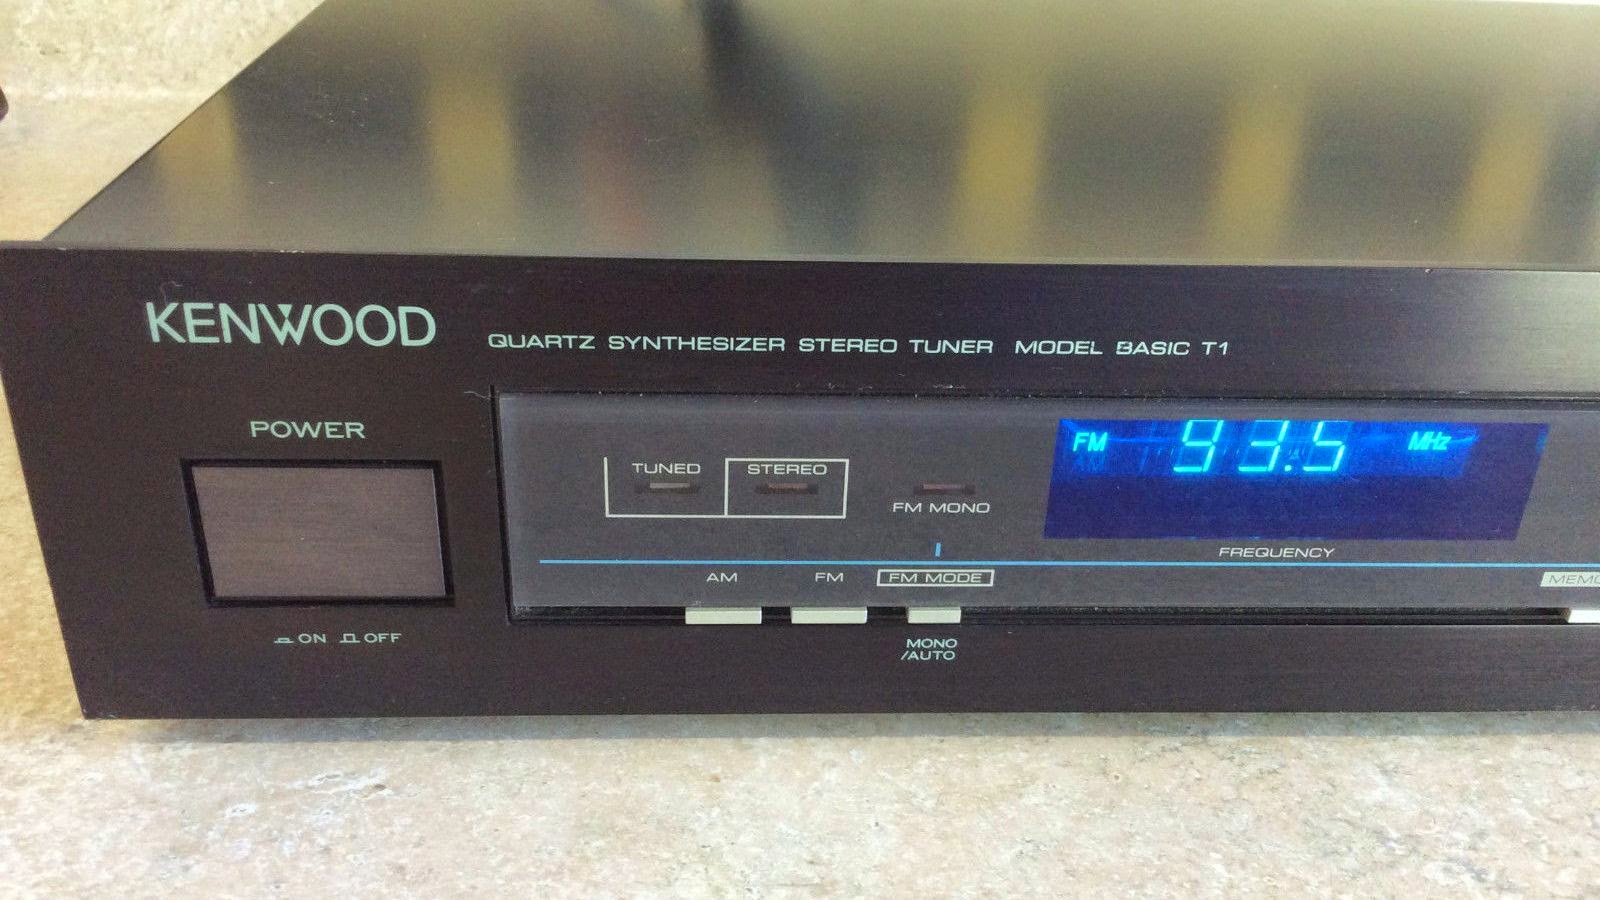 KENWOOD
QUARTZ SYNTHESIZER STEREO TUNER MODEL BASIC T1
POWER
ON OFF
TUNED STEREO
FM MONO
FM 93.5 MHz
FREQUENCY
AM FM FM MODE
MONO
/AUTO